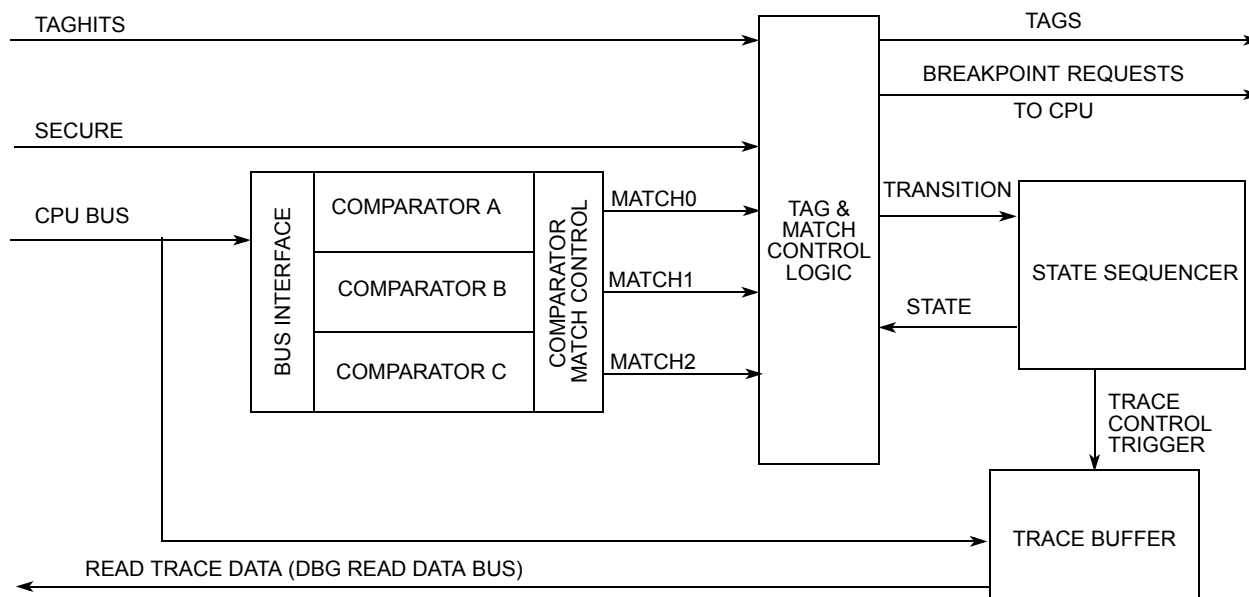 TAGHITS
TAGS
BREAKPOINT REQUESTS
TO CPU
SECURE
CPU BUS
BUS INTERFACE
COMPARATOR A
COMPARATOR B
COMPARATOR C
COMPARATOR
MATCH CONTROL
MATCH0
MATCH1
MATCH2
TAG &
MATCH
CONTROL
LOGIC
TRANSITION
STATE
STATE SEQUENCER
TRACE
CONTROL
TRIGGER
TRACE BUFFER
READ TRACE DATA (DBG READ DATA BUS)